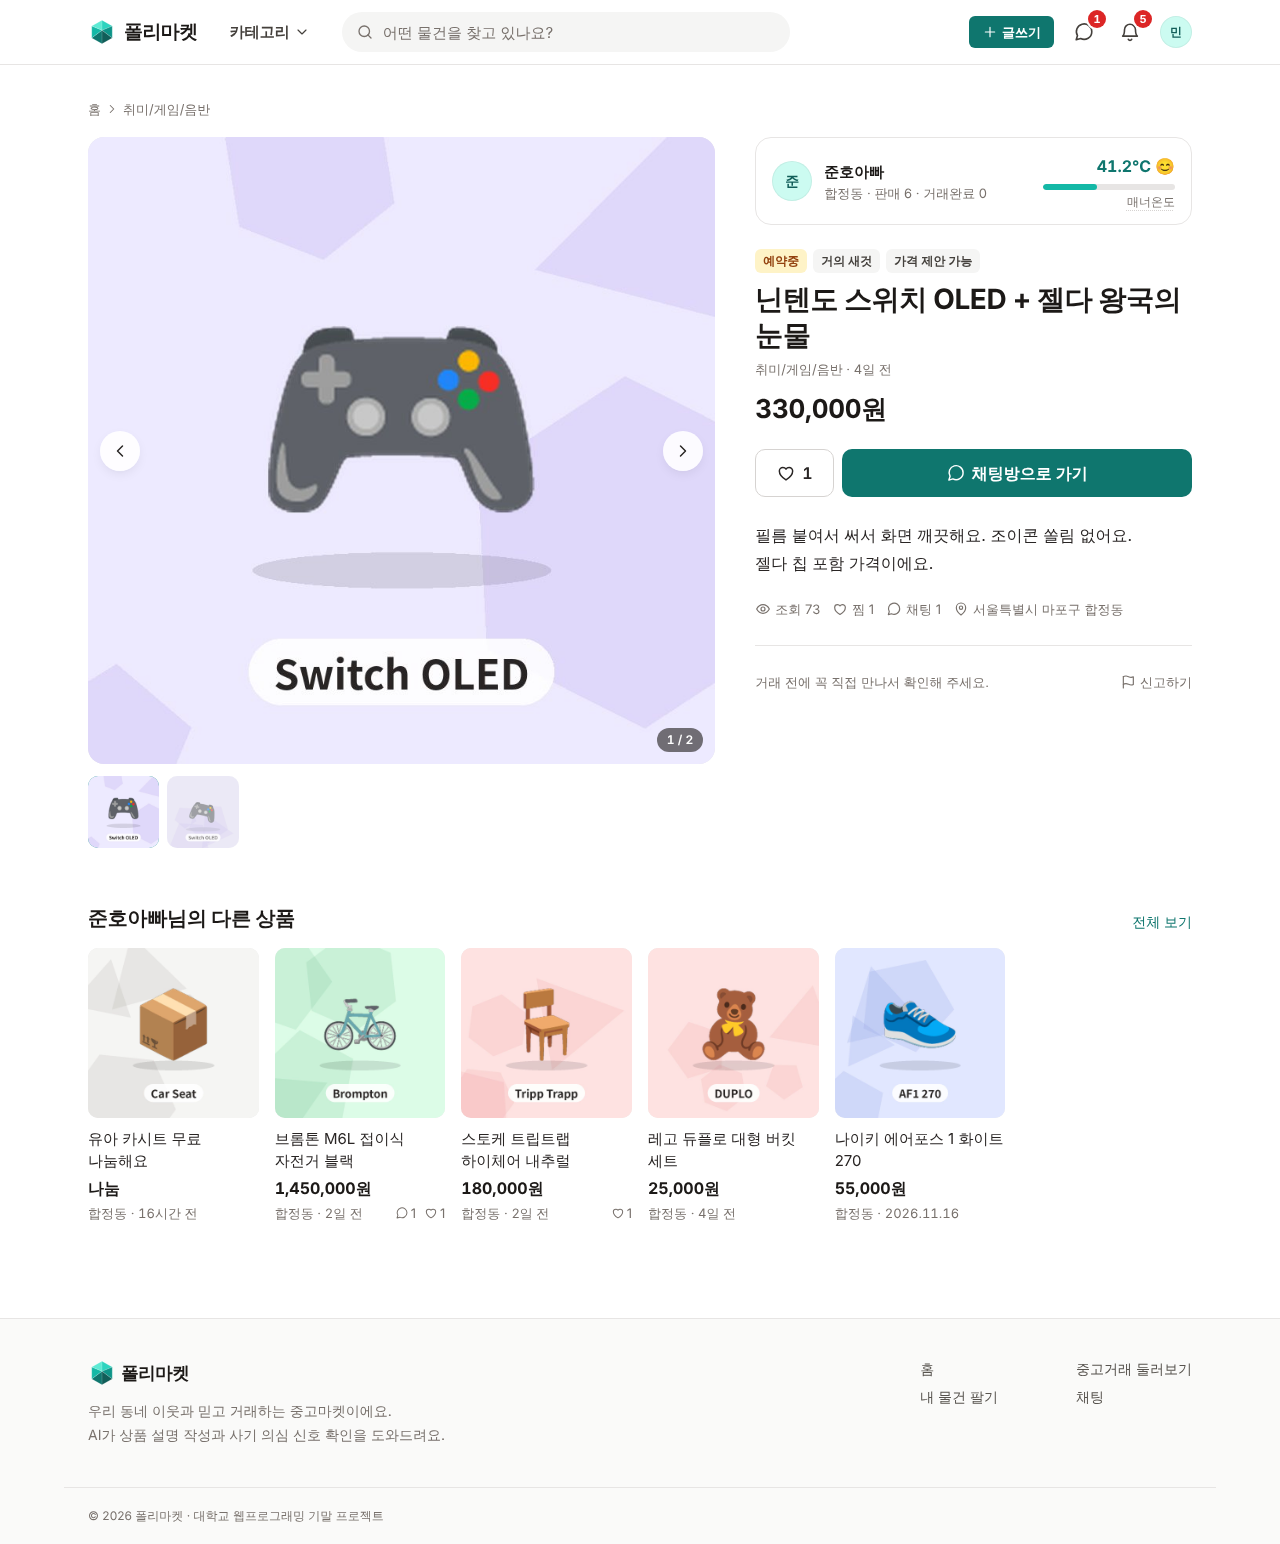 폴리마켓
카테고리
어떤 물건을 찾고 있나요?
글쓰기
1
5
민
홈 > 취미/게임/음반
Switch OLED
1 / 2
Switch OLED
Switch OLED
준
준호아빠
합정동 · 판매 6 · 거래완료 0
41.2°C 😊
매너온도
예약중
거의 새것
가격 제안 가능
닌텐도 스위치 OLED + 젤다 왕국의
눈물
취미/게임/음반 · 4일 전
330,000원
1
채팅방으로 가기
필름 붙여서 써서 화면 깨끗해요. 조이콘 쏠림 없어요.
젤다 칩 포함 가격이에요.
조회 73 찜 1 채팅 1 서울특별시 마포구 합정동
거래 전에 꼭 직접 만나서 확인해 주세요.
신고하기
준호아빠님의 다른 상품
전체 보기
Car Seat
유아 카시트 무료
나눔해요
나눔
합정동 · 16시간 전
Brompton
브롬톤 M6L 접이식
자전거 블랙
1,450,000원
합정동 · 2일 전
1 1
Tripp Trapp
스토케 트립트랩
하이체어 내추럴
180,000원
합정동 · 2일 전
1
DUPLO
레고 듀플로 대형 버킷
세트
25,000원
합정동 · 4일 전
AF1 270
나이키 에어포스 1 화이트
270
55,000원
합정동 · 2026.11.16
폴리마켓
우리 동네 이웃과 믿고 거래하는 중고마켓이에요.
AI가 상품 설명 작성과 사기 의심 신호 확인을 도와드려요.
홈
중고거래 둘러보기
내 물건 팔기
채팅
© 2026 폴리마켓 · 대학교 웹프로그래밍 기말 프로젝트